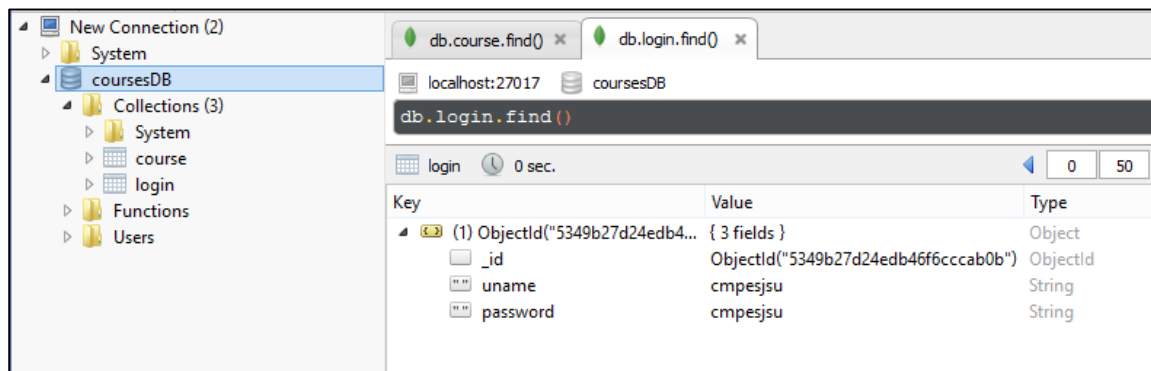 New Connection (2)
System
coursesDB
Collections (3)
System
course
login
Functions
Users
db.course.find() db.login.find()
localhost:27017 coursesDB
db.login.find()
login 0 sec. 0 50
Key Value Type
(1) ObjectId("5349b27d24edb4... { 3 fields } Object
_id ObjectId("5349b27d24edb46f6cccab0b") ObjectId
"" uname cmpesjsu String
"" password cmpesjsu String